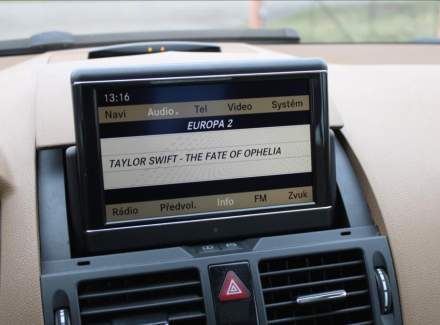 13:16
Navi Audio Tel Video Systém
EUROPA 2
TAYLOR SWIFT - THE FATE OF OPHELIA
Rádio Předvol. Info FM Zvuk